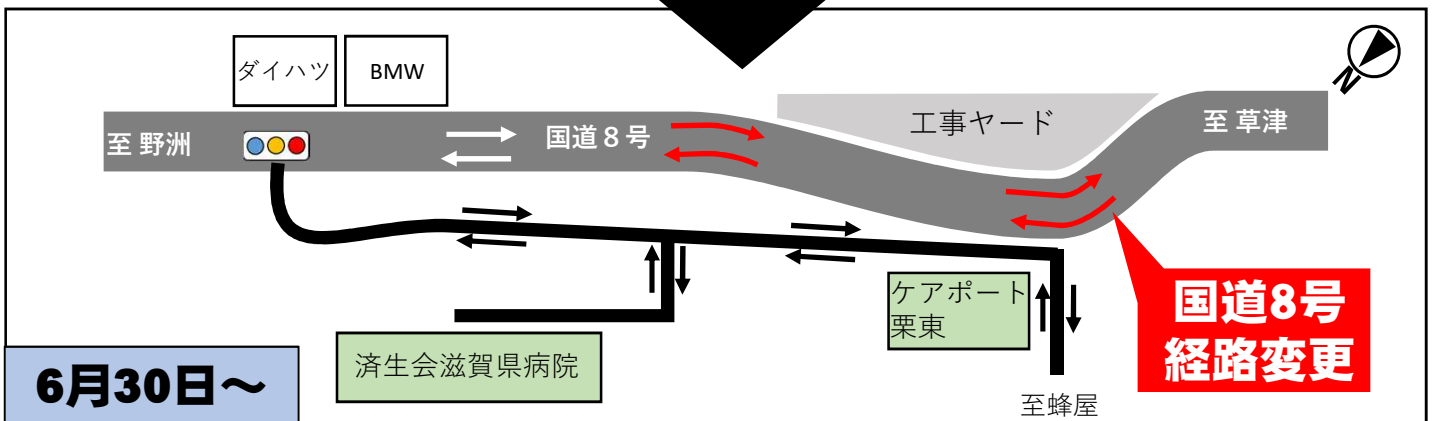 ダイハツ
BMW
N
至 野洲
国道８号
工事ヤード
至 草津
ケアポート
栗東
国道8号
経路変更
済生会滋賀県病院
6月30日～
至蜂屋